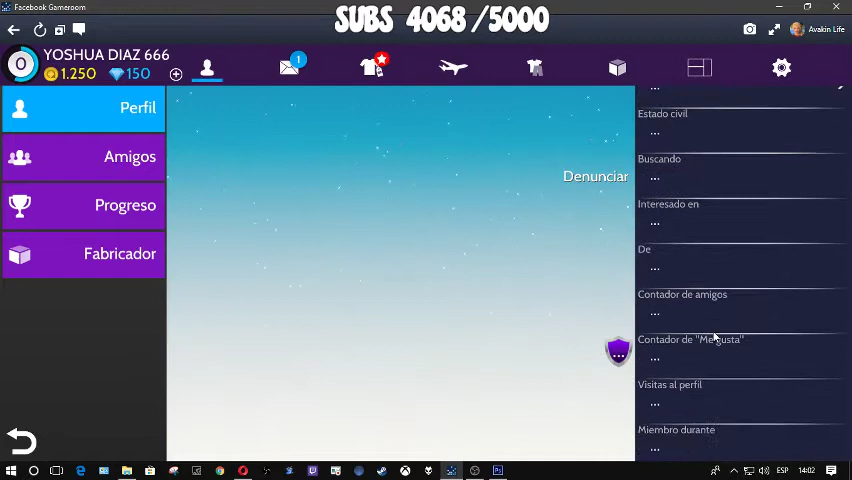 Facebook Gameroom
SUBS 4068/5000
Avakin Life
0
YOSHUA DIAZ 666
1.250 150
1
Perfil
Amigos
Progreso
Fabricador
Denunciar
...
...
Estado civil
...
Buscando
...
Interesado en
...
De
...
Contador de amigos
...
Contador de "Me gusta"
...
Visitas al perfil
...
Miembro durante
...
ESP 14:02